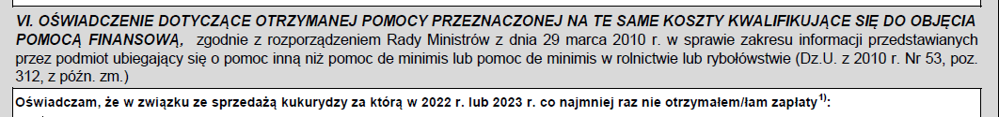 VI. OŚWIADCZENIE DOTYCZĄCE OTRZYMANEJ POMOCY PRZEZNACZONEJ NA TE SAME KOSZTY KWALIFIKUJĄCE SIĘ DO OBJĘCIA
POMOCĄ FINANSOWĄ, zgodnie z rozporządzeniem Rady Ministrów z dnia 29 marca 2010 r. w sprawie zakresu informacji przedstawianych
przez podmiot ubiegający się o pomoc inną niż pomoc de minimis lub pomoc de minimis w rolnictwie lub rybołówstwie (Dz.U. z 2010 r. Nr 53, poz.
312, z późn. zm.)
Oświadczam, że w związku ze sprzedażą kukurydzy za którą w 2022 r. lub 2023 r. co najmniej raz nie otrzymałem/łam zapłaty¹⁾: